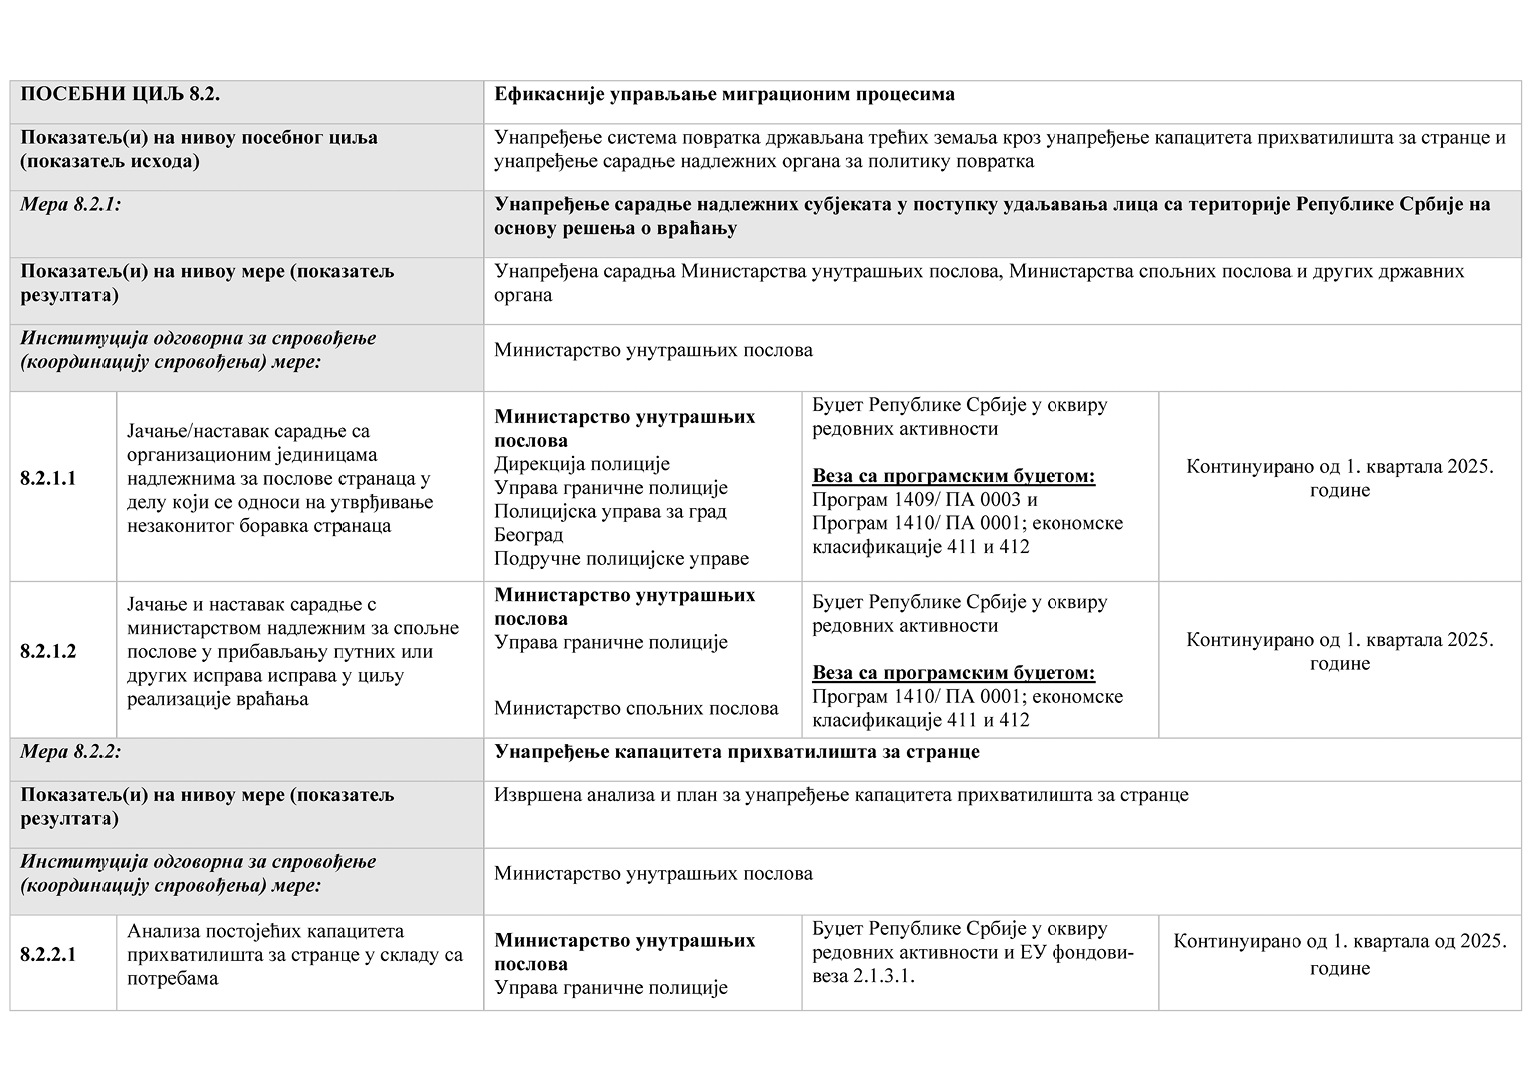 ПОСЕБНИ ЦИЉ 8.2.
Ефикасније управљање миграционим процесима
Показатељ(и) на нивоу посебног циља
(показатељ исхода)
Унапређење система повратка држављана трећих земаља кроз унапређење капацитета прихватилишта за странце и
унапређење сарадње надлежних органа за политику повратка
Мера 8.2.1:
Унапређење сарадње надлежних субјеката у поступку удаљавања лица са територије Републике Србије на
основу решења о враћању
Показатељ(и) на нивоу мере (показатељ
резултата)
Унапређена сарадња Министарства унутрашњих послова, Министарства спољних послова и других државних
органа
Институција одговорна за спровођење
(координацију спровођења) мере:
Министарство унутрашњих послова
8.2.1.1
Јачање/наставак сарадње са
организационим јединицама
надлежнима за послове странаца у
делу који се односи на утврђивање
незаконитог боравка странаца
Министарство унутрашњих
послова
Дирекција полиције
Управа граничне полиције
Полицијска управа за град
Београд
Подручне полицијске управе
Буџет Републике Србије у оквиру
редовних активности
Веза са програмским буџетом:
Програм 1409/ ПА 0003 и
Програм 1410/ ПА 0001; економске
класификације 411 и 412
Континуирано од 1. квартала 2025.
године
8.2.1.2
Јачање и наставак сарадње с
министарством надлежним за спољне
послове у прибављању путних или
других исправа исправа у циљу
реализације враћања
Министарство унутрашњих
послова
Управа граничне полиције
Министарство спољних послова
Буџет Републике Србије у оквиру
редовних активности
Веза са програмским буџетом:
Програм 1410/ ПА 0001; економске
класификације 411 и 412
Континуирано од 1. квартала 2025.
године
Мера 8.2.2:
Унапређење капацитета прихватилишта за странце
Показатељ(и) на нивоу мере (показатељ
резултата)
Извршена анализа и план за унапређење капацитета прихватилишта за странце
Институција одговорна за спровођење
(координацију спровођења) мере:
Министарство унутрашњих послова
8.2.2.1
Анализа постојећих капацитета
прихватилишта за странце у складу са
потребама
Министарство унутрашњих
послова
Управа граничне полиције
Буџет Републике Србије у оквиру
редовних активности и ЕУ фондови-
веза 2.1.3.1.
Континуирано од 1. квартала од 2025.
године